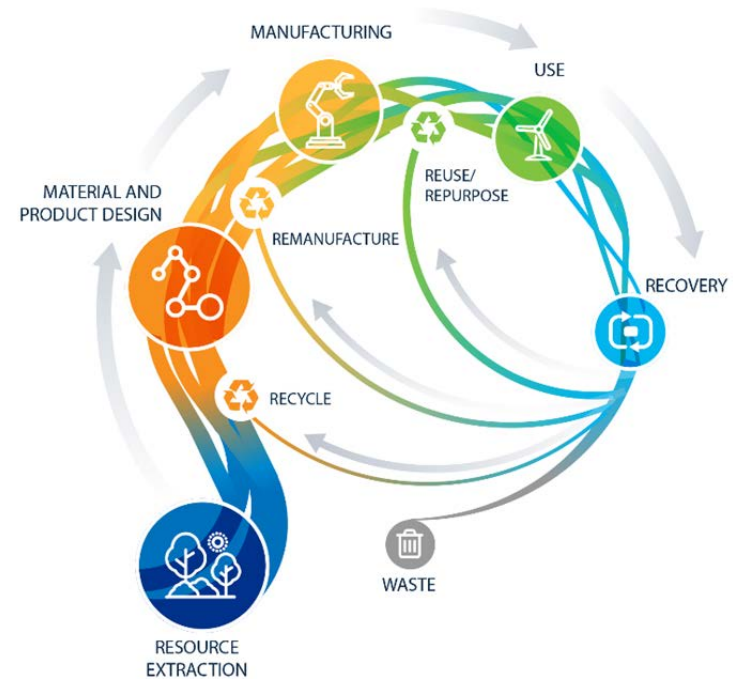 MANUFACTURING
USE
MATERIAL AND
PRODUCT DESIGN
REUSE/
REPURPOSE
REMANUFACTURE
RECOVERY
RECYCLE
WASTE
RESOURCE
EXTRACTION